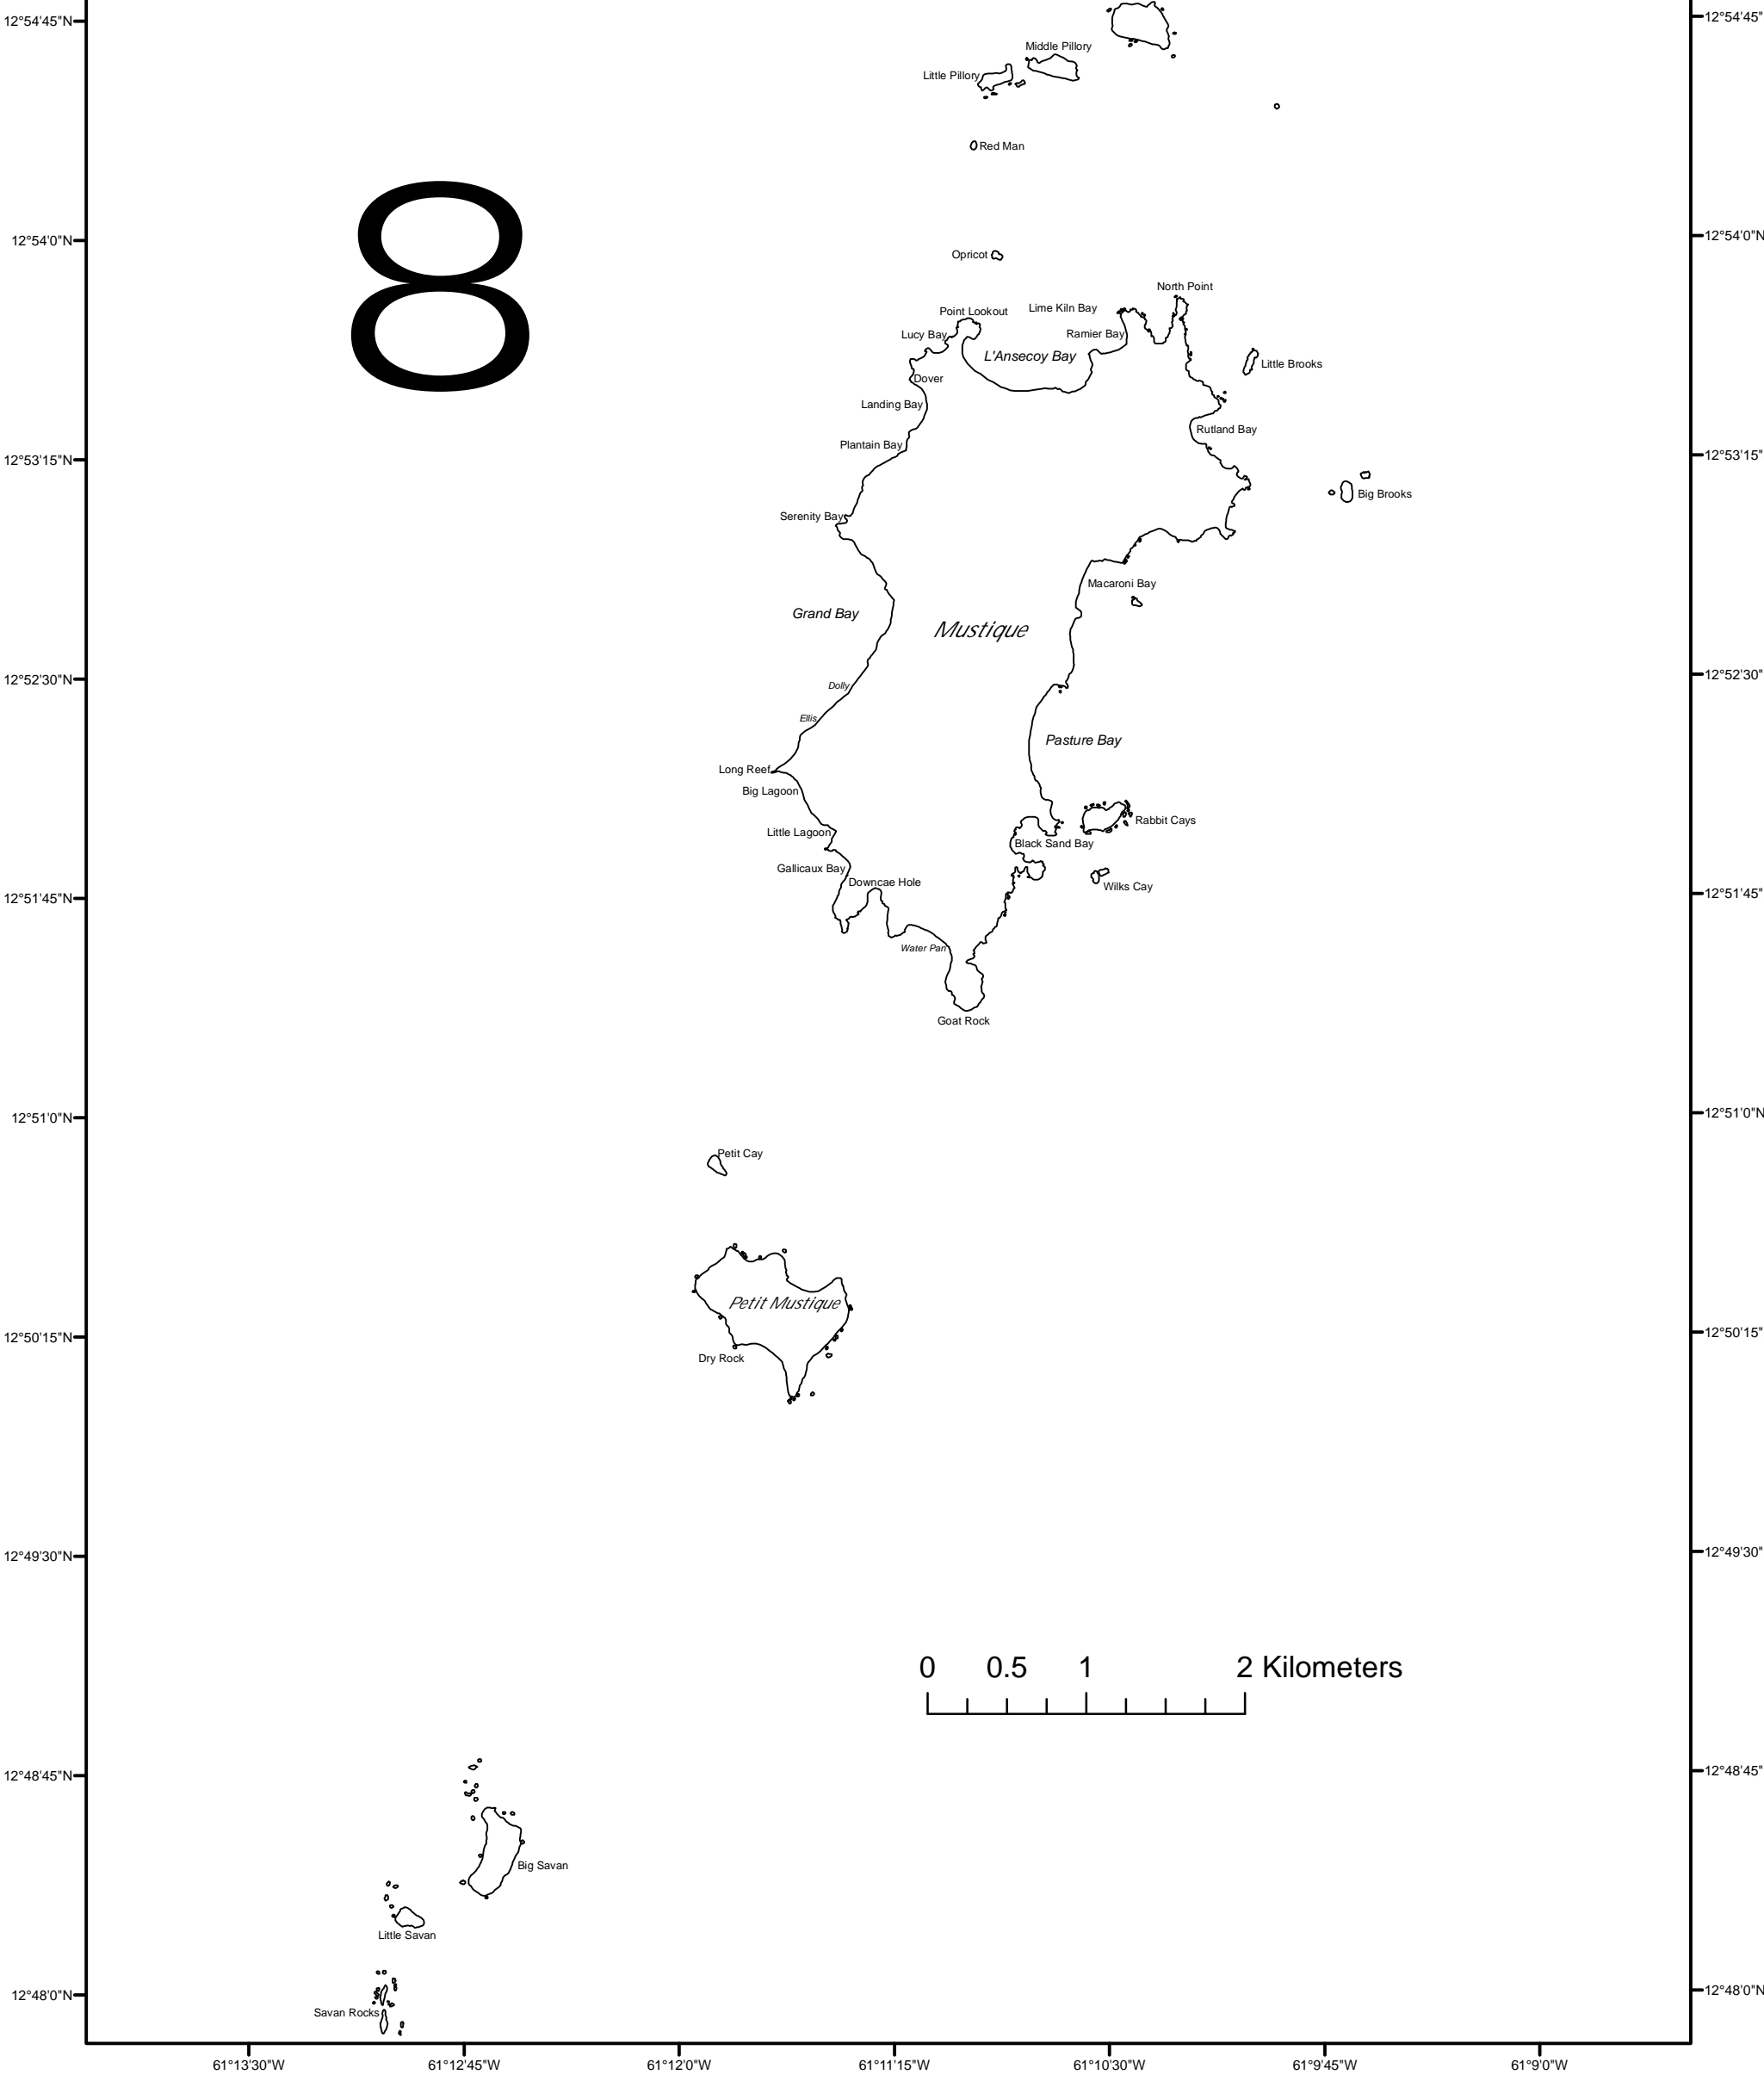 12°54'45"N
12°54'45"
Middle Pillory
Little Pillory
Red Man
8
12°54'0"N
12°54'0"N
Opricot
North Point
Point Lookout
Lime Kiln Bay
Lucy Bay
Ramier Bay
L'Ansecoy Bay
Little Brooks
Dover
Landing Bay
Rutland Bay
Plantain Bay
12°53'15"N
12°53'15"
Big Brooks
Serenity Bay
Macaroni Bay
Grand Bay
Mustique
12°52'30"N
12°52'30"
Dolly
Ellis
Pasture Bay
Long Reef
Big Lagoon
Rabbit Cays
Little Lagoon
Black Sand Bay
Gallicaux Bay
Downcae Hole
Wilks Cay
12°51'45"N
12°51'45"
Water Pan
Goat Rock
12°51'0"N
12°51'0"N
Petit Cay
Petit Mustique
12°50'15"N
12°50'15"
Dry Rock
12°49'30"N
12°49'30"
0 0.5 1 2 Kilometers
12°48'45"N
12°48'45"
Big Savan
Little Savan
12°48'0"N
12°48'0"N
Savan Rocks
61°13'30"W 61°12'45"W 61°12'0"W 61°11'15"W 61°10'30"W 61°9'45"W 61°9'0"W